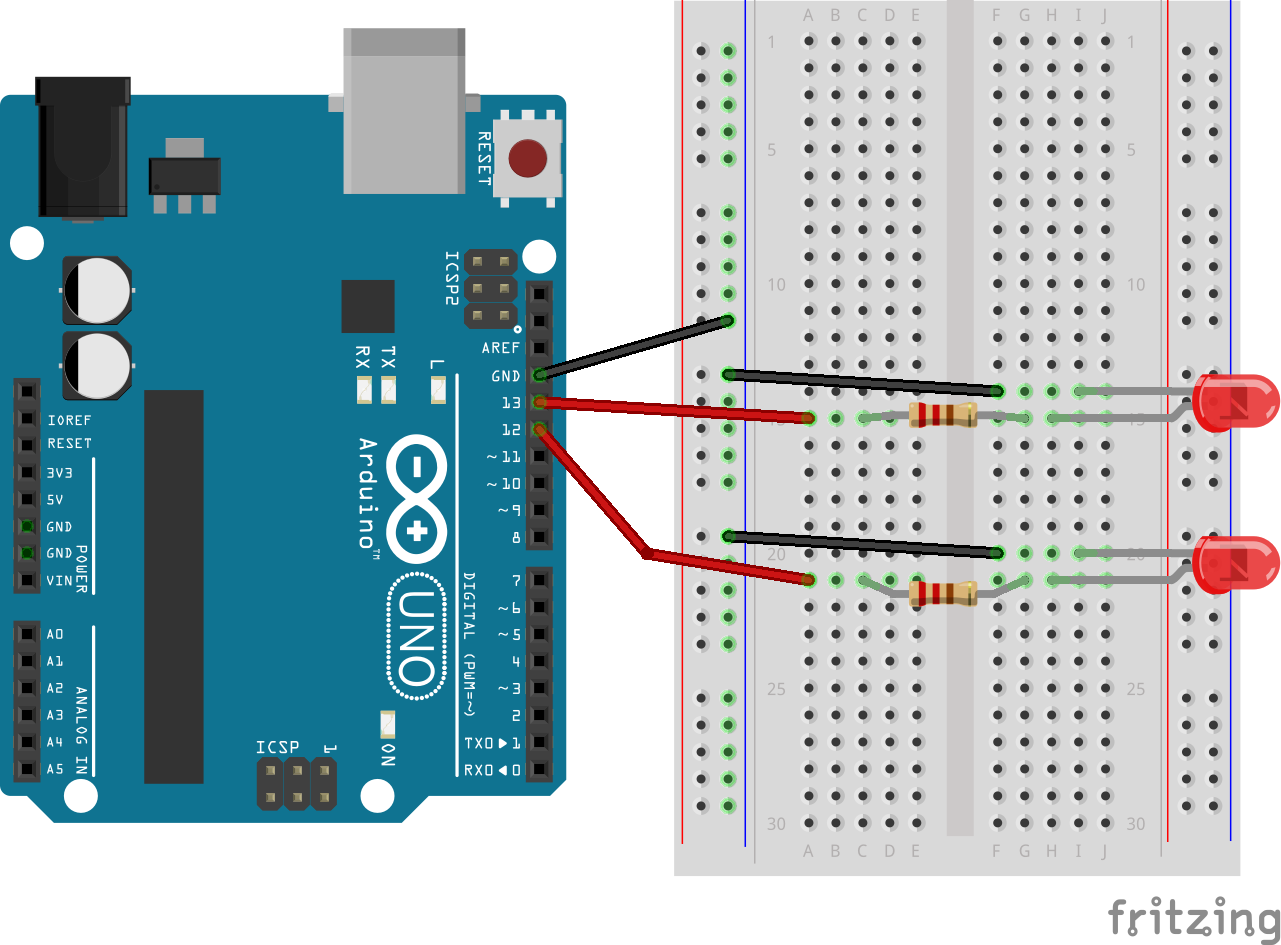 A B C D E F G H I J
1 1
5 5
10 10
15 15
20 20
25 25
30 30
A B C D E F G H I J
RESET
ICSP2
AREF
GND
13
12
~11
~10
~9
8
7
~6
~5
4
~3
2
TX0▶1
RX0◀0
DIGITAL (PWM=~)
RX TX L
Arduino™
UNO
ON
ICSP 1
IOREF
RESET
3V3
5V
GND
GND
VIN
POWER
A0
A1
A2
A3
A4
A5
ANALOG IN
fritzing